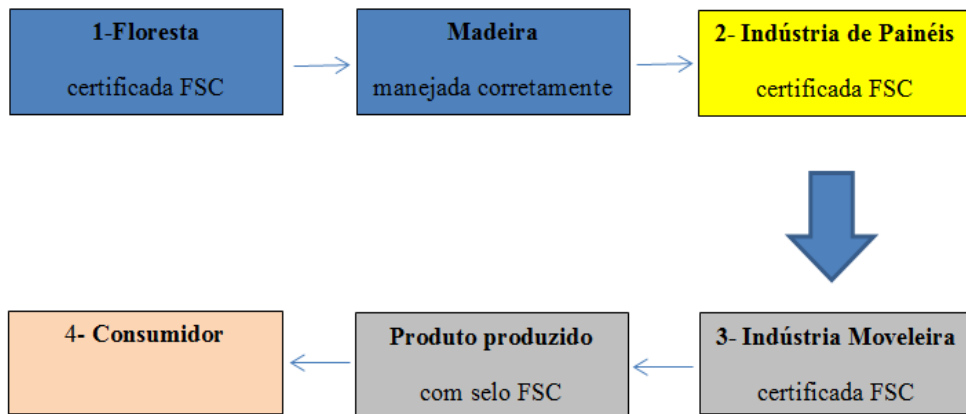 1-Floresta
certificada FSC
Madeira
manejada corretamente
2- Indústria de Painéis
certificada FSC
3- Indústria Moveleira
certificada FSC
Produto produzido
com selo FSC
4- Consumidor